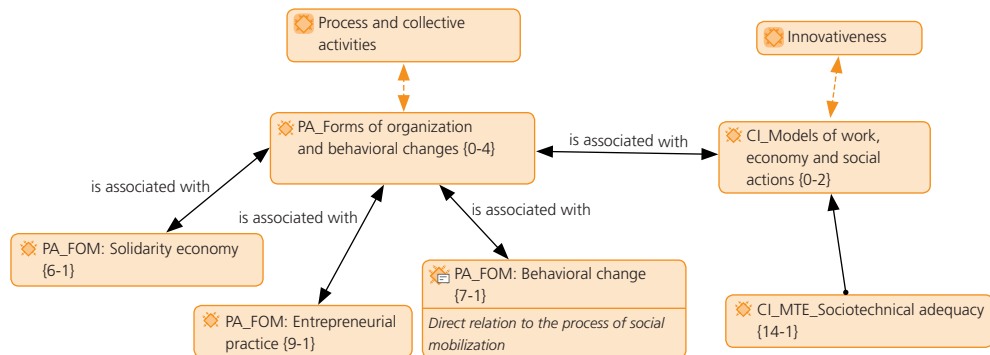 Process and collective
activities
Innovativeness
PA_Forms of organization
and behavioral changes {0-4}
is associated with
CI_Models of work,
economy and social
actions {0-2}
is associated with
is associated with
is associated with
PA_FOM: Solidarity economy
{6-1}
PA_FOM: Entrepreneurial
practice {9-1}
PA_FOM: Behavioral change
{7-1}
Direct relation to the process of social
mobilization
CI_MTE_Sociotechnical adequacy
{14-1}